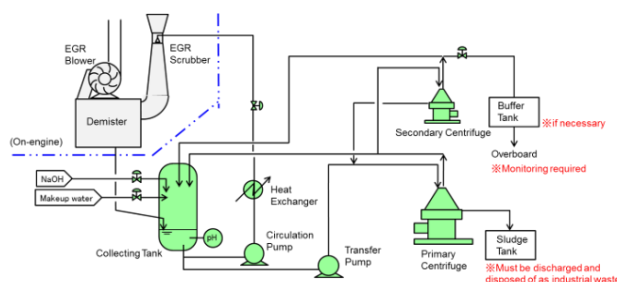 EGR
Blower
EGR
Scrubber
Demister
(On-engine)
NaOH
Makeup water
Collecting Tank
pH
Heat
Exchanger
Circulation
Pump
Transfer
Pump
Secondary Centrifuge
Primary
Centrifuge
Buffer
Tank
※if necessary
Overboard
※Monitoring required
Sludge
Tank
※Must be discharged and
disposed of as industrial waste